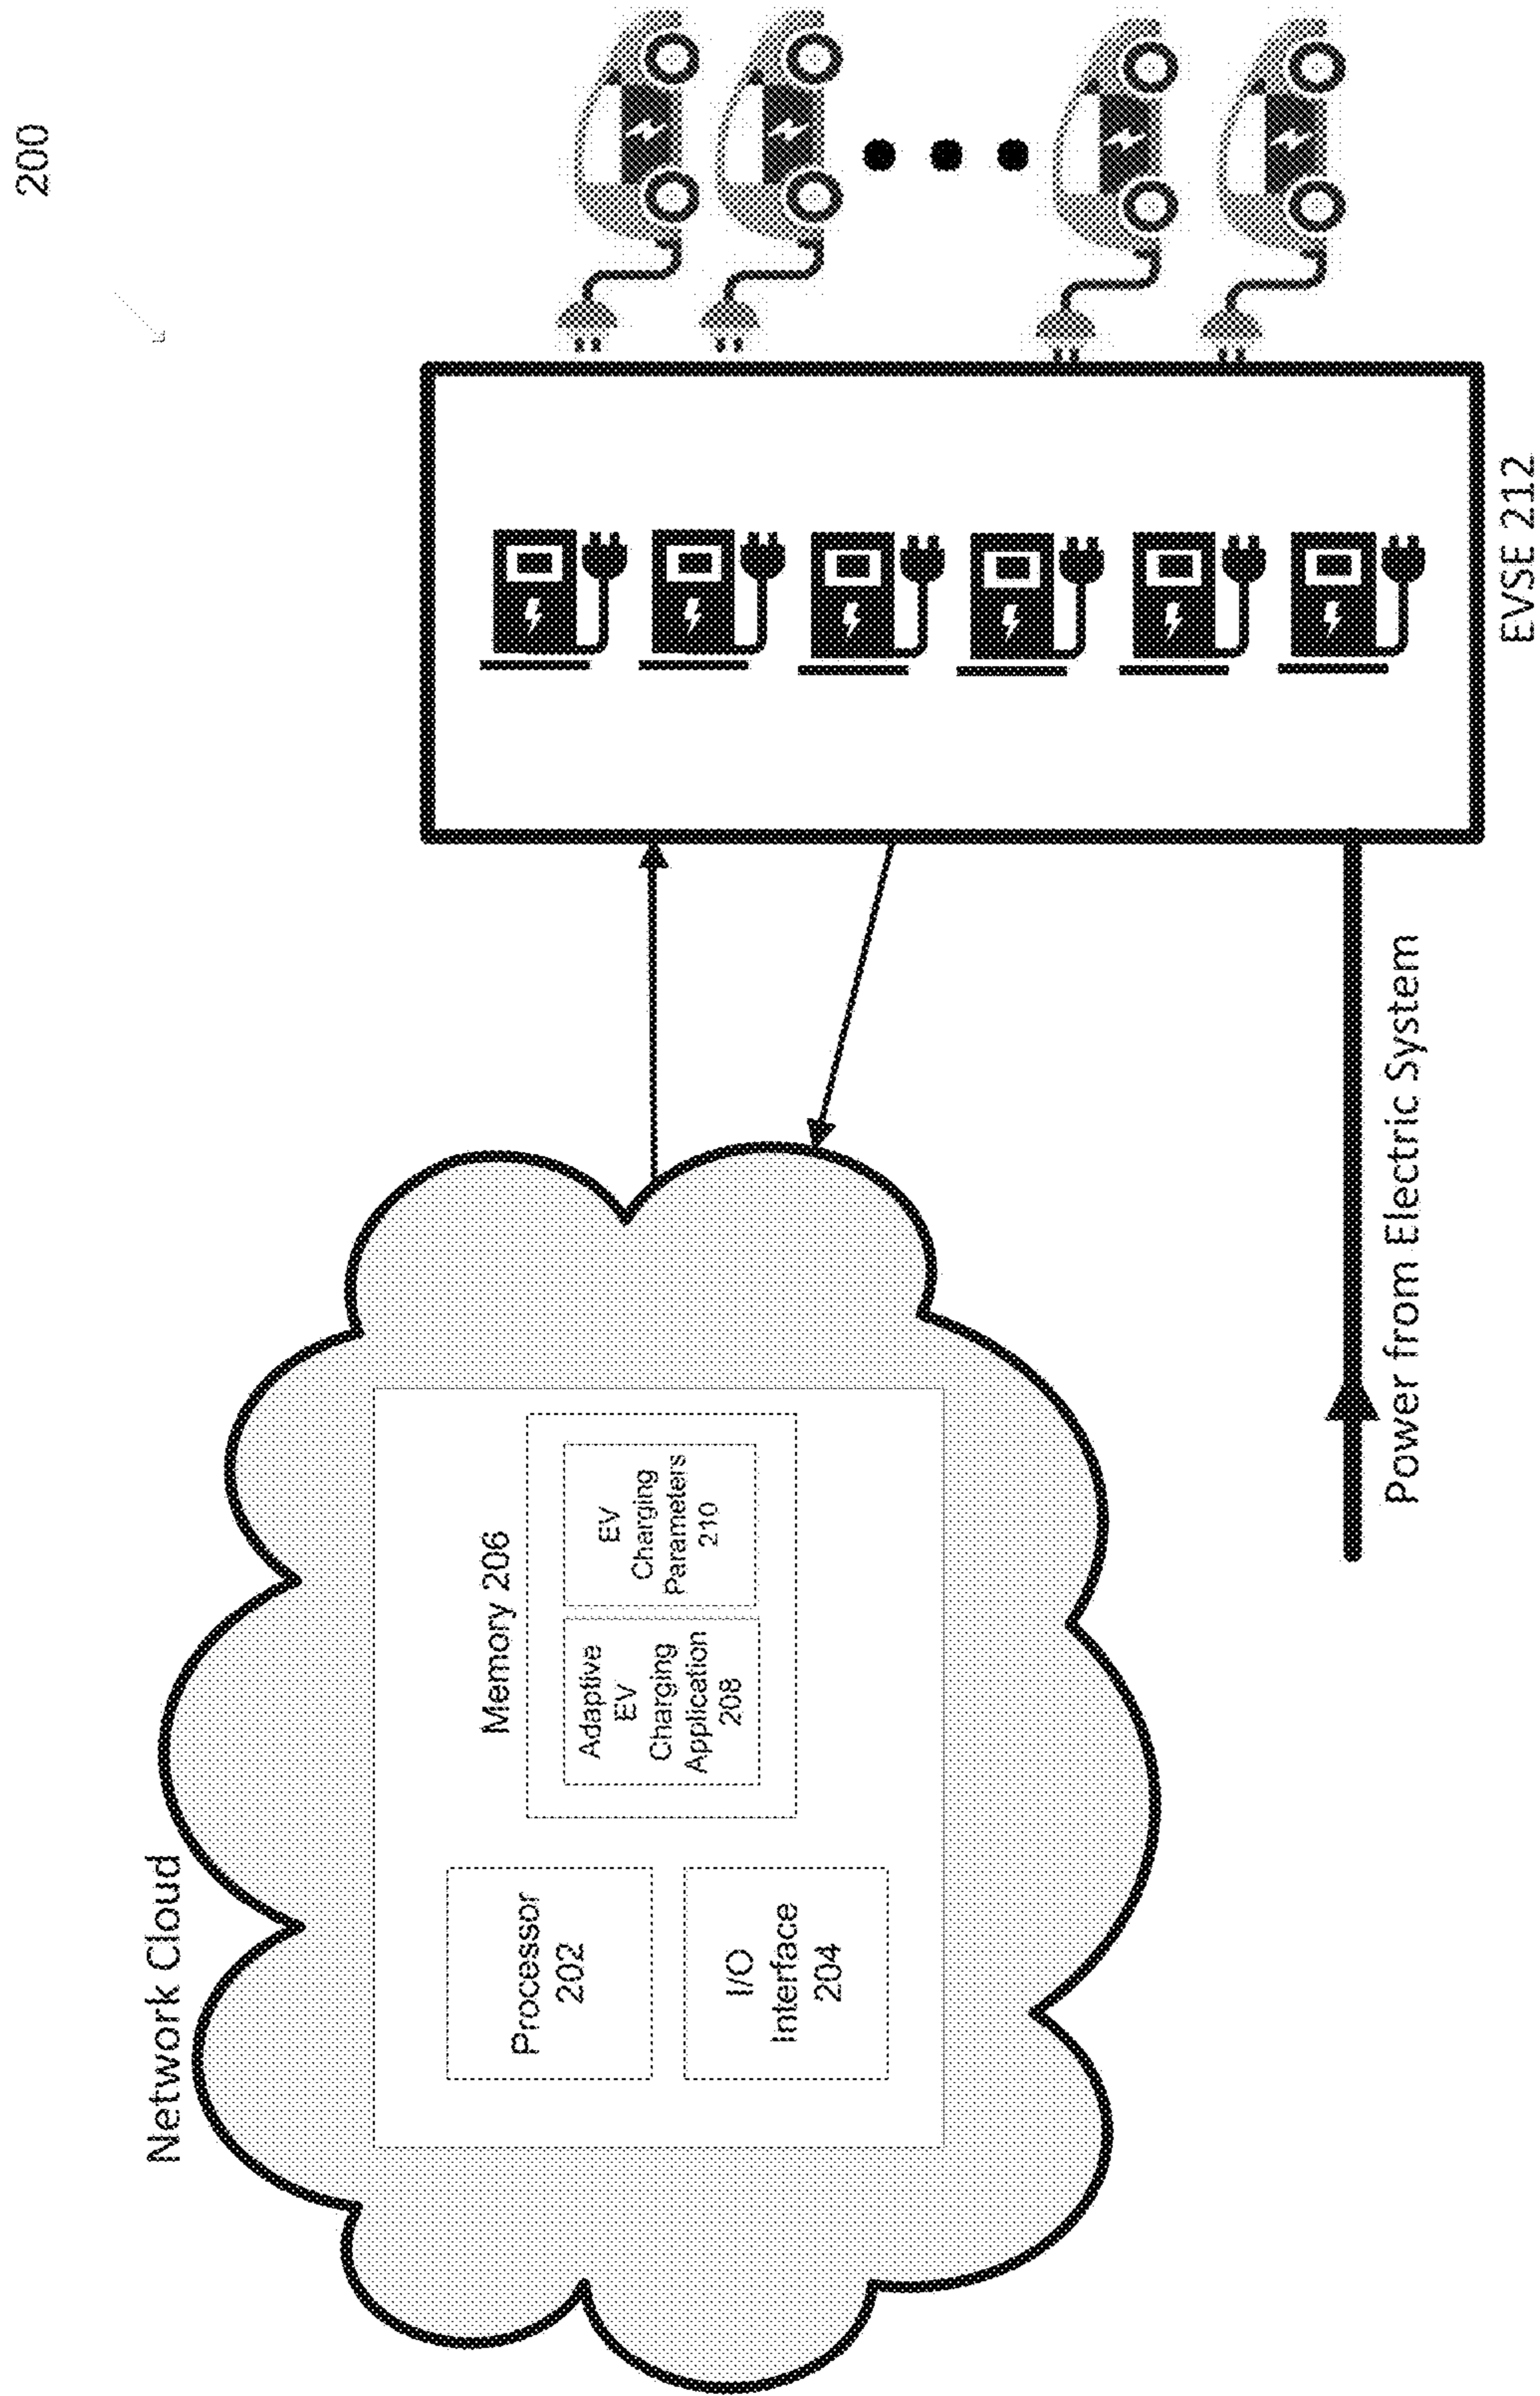 200
Network Cloud
Processor
202
I/O
Interface
204
Memory 206
Adaptive
EV
Charging
Application
208
EV
Charging
Parameters
210
Power from Electric System
EVSE 212